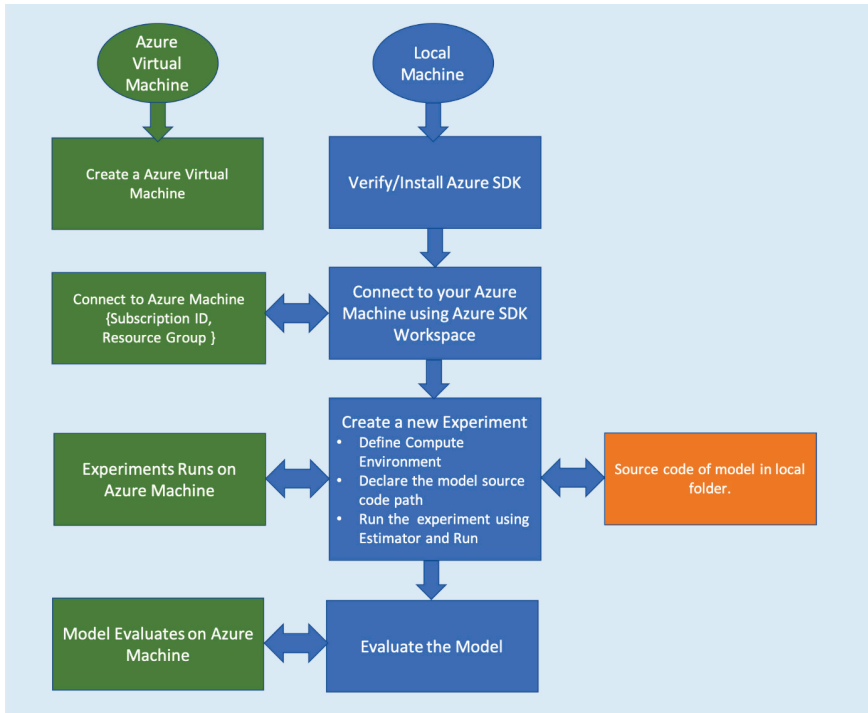 Azure
Virtual
Machine
Local
Machine
Create a Azure Virtual
Machine
Verify/Install Azure SDK
Connect to Azure Machine
{Subscription ID,
Resource Group }
Connect to your Azure
Machine using Azure SDK
Workspace
Experiments Runs on
Azure Machine
Create a new Experiment
• Define Compute
Environment
• Declare the model source
code path
• Run the experiment using
Estimator and Run
Source code of model in local
folder.
Model Evaluates on Azure
Machine
Evaluate the Model